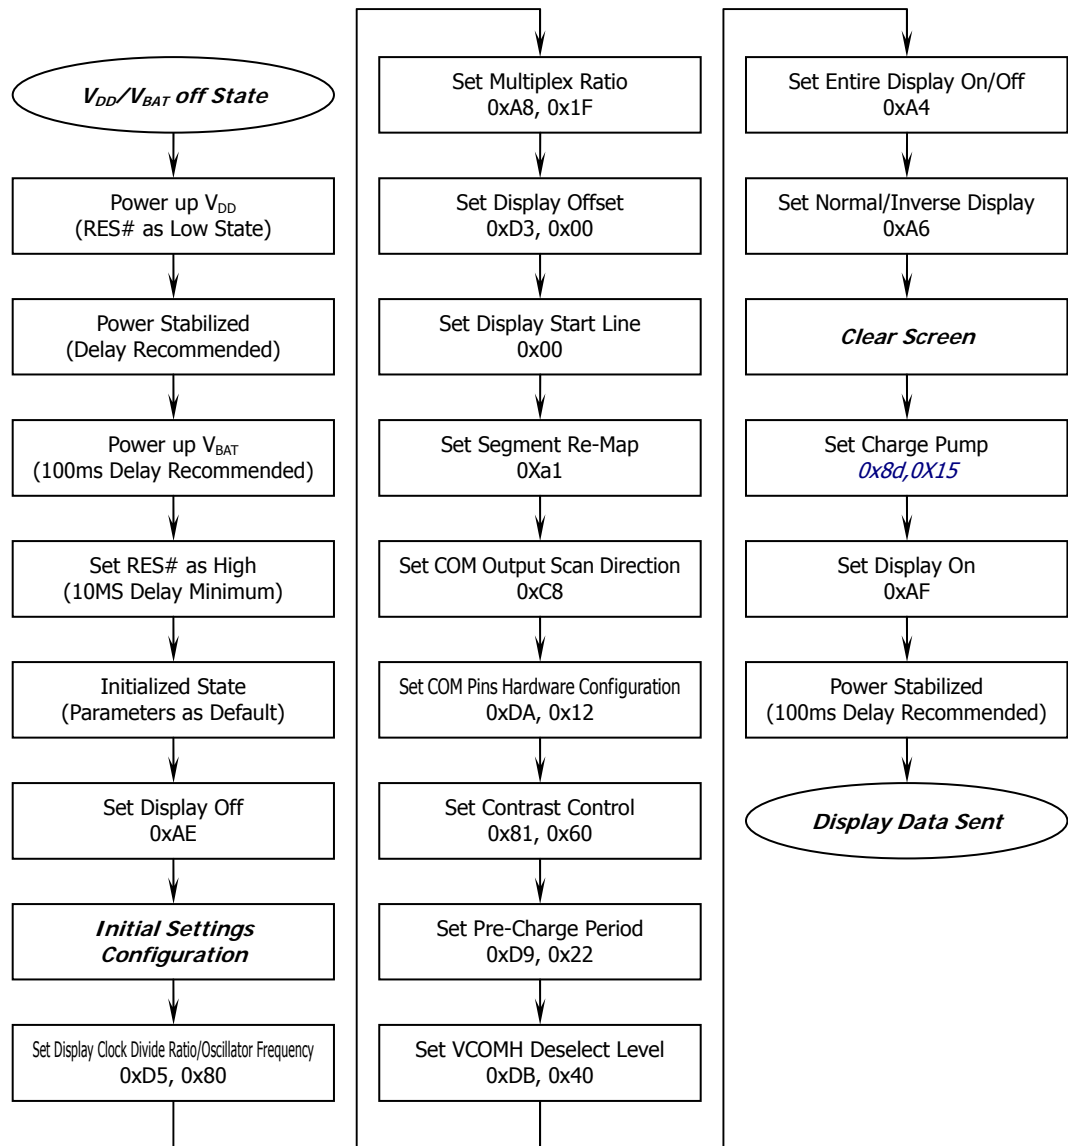 V_DD/V_BAT off State
Power up V_DD
(RES# as Low State)
Power Stabilized
(Delay Recommended)
Power up V_BAT
(100ms Delay Recommended)
Set RES# as High
(10MS Delay Minimum)
Initialized State
(Parameters as Default)
Set Display Off
0xAE
Initial Settings
Configuration
Set Display Clock Divide Ratio/Oscillator Frequency
0xD5, 0x80
Set Multiplex Ratio
0xA8, 0x1F
Set Display Offset
0xD3, 0x00
Set Display Start Line
0x00
Set Segment Re-Map
0Xa1
Set COM Output Scan Direction
0xC8
Set COM Pins Hardware Configuration
0xDA, 0x12
Set Contrast Control
0x81, 0x60
Set Pre-Charge Period
0xD9, 0x22
Set VCOMH Deselect Level
0xDB, 0x40
Set Entire Display On/Off
0xA4
Set Normal/Inverse Display
0xA6
Clear Screen
Set Charge Pump
0x8d,0X15
Set Display On
0xAF
Power Stabilized
(100ms Delay Recommended)
Display Data Sent